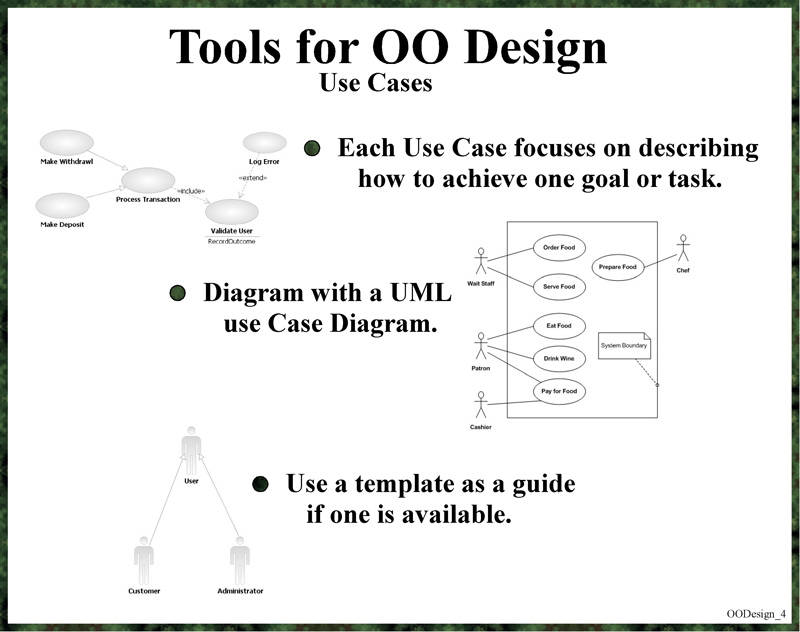 Tools for OO Design
Use Cases
Each Use Case focuses on describing
how to achieve one goal or task.
Make Withdrawl
Log Error
«extend»
«include»
Process Transaction
Make Deposit
Validate User
RecordOutcome
Diagram with a UML
use Case Diagram.
Order Food
Prepare Food
Chef
Wait Staff
Serve Food
Eat Food
System Boundary
Drink Wine
Patron
Pay for Food
Cashier
User
Use a template as a guide
if one is available.
Customer
Administrator
OODesign_4